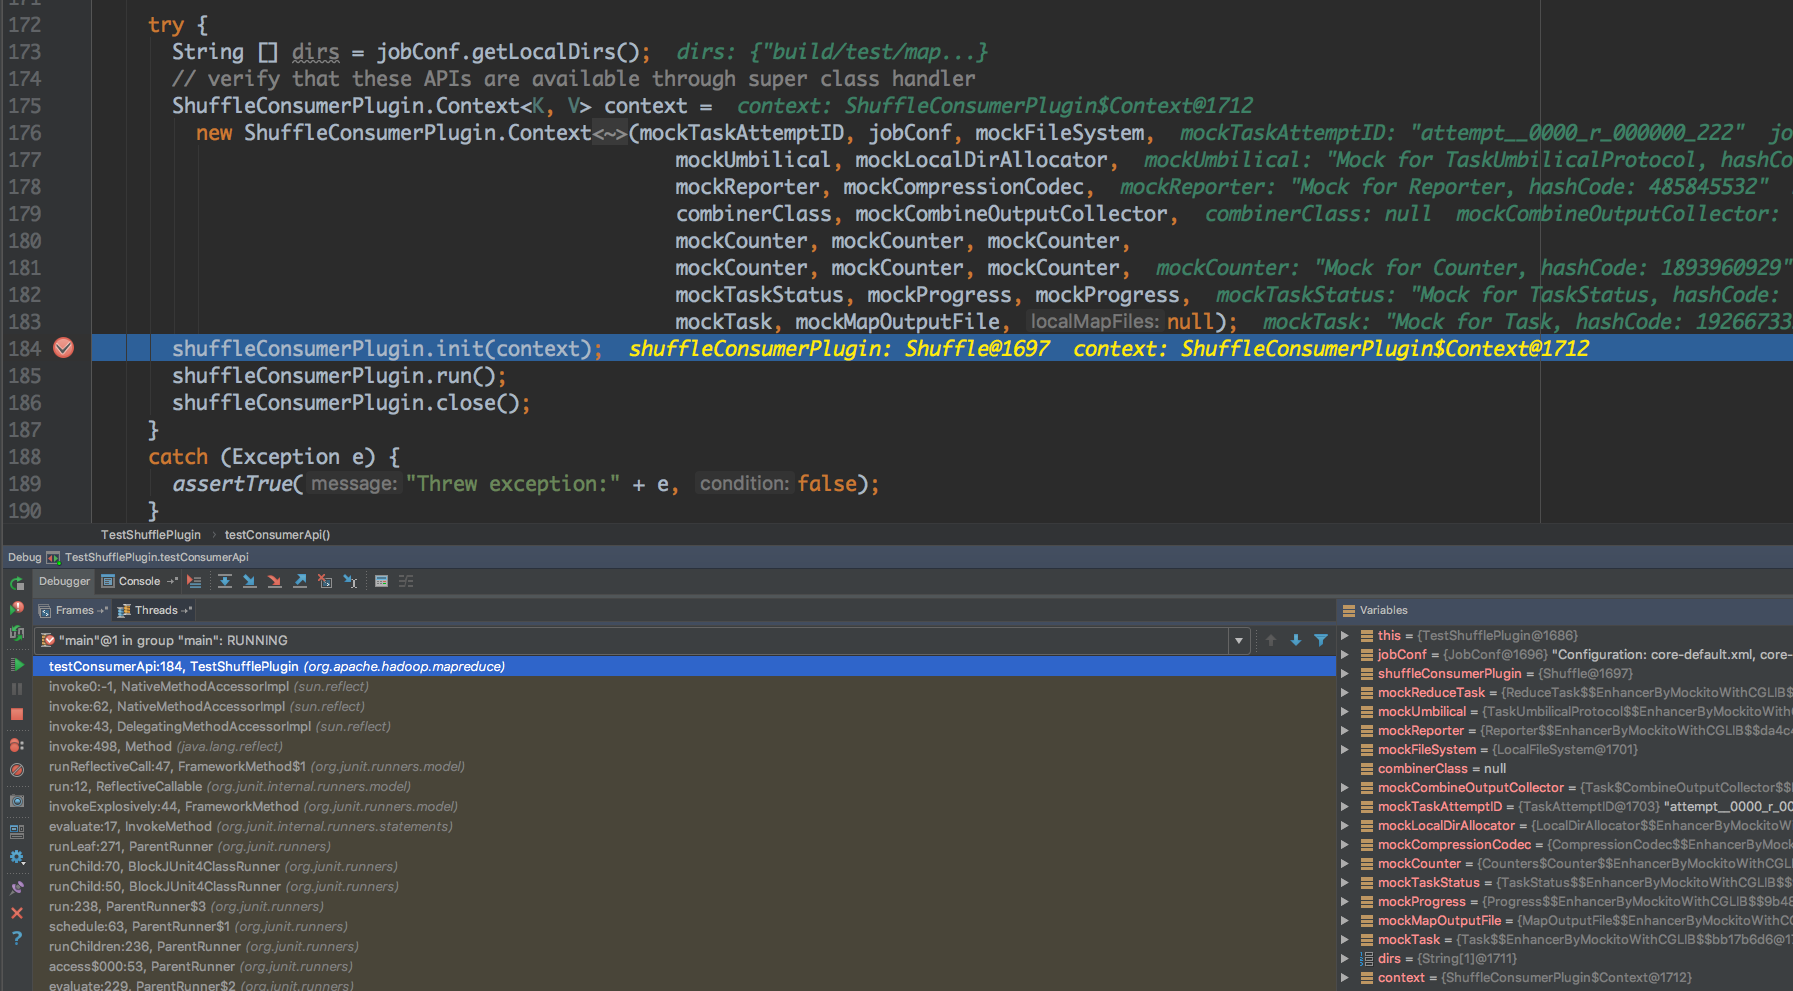 171
172 try {
173 String [] dirs = jobConf.getLocalDirs(); dirs: {"build/test/map...}
174 // verify that these APIs are available through super class handler
175 ShuffleConsumerPlugin.Context<K, V> context = context: ShuffleConsumerPlugin$Context@1712
176 new ShuffleConsumerPlugin.Context<~>(mockTaskAttemptID, jobConf, mockFileSystem, mockTaskAttemptID: "attempt__0000_r_000000_222" jo
177 mockUmbilical, mockLocalDirAllocator, mockUmbilical: "Mock for TaskUmbilicalProtocol, hashCo
178 mockReporter, mockCompressionCodec, mockReporter: "Mock for Reporter, hashCode: 485845532"
179 combinerClass, mockCombineOutputCollector, combinerClass: null mockCombineOutputCollector:
180 mockCounter, mockCounter, mockCounter,
181 mockCounter, mockCounter, mockCounter, mockCounter: "Mock for Counter, hashCode: 1893960929"
182 mockTaskStatus, mockProgress, mockProgress, mockTaskStatus: "Mock for TaskStatus, hashCode:
183 mockTask, mockMapOutputFile, localMapFiles: null); mockTask: "Mock for Task, hashCode: 19266733
184 shuffleConsumerPlugin.init(context); shuffleConsumerPlugin: Shuffle@1697 context: ShuffleConsumerPlugin$Context@1712
185 shuffleConsumerPlugin.run();
186 shuffleConsumerPlugin.close();
187 }
188 catch (Exception e) {
189 assertTrue( message: "Threw exception:" + e, condition: false);
190 }
TestShufflePlugin › testConsumerApi()
Debug TestShufflePlugin.testConsumerApi
Debugger Console
Frames Threads
"main"@1 in group "main": RUNNING
testConsumerApi:184, TestShufflePlugin (org.apache.hadoop.mapreduce)
invoke0:-1, NativeMethodAccessorImpl (sun.reflect)
invoke:62, NativeMethodAccessorImpl (sun.reflect)
invoke:43, DelegatingMethodAccessorImpl (sun.reflect)
invoke:498, Method (java.lang.reflect)
runReflectiveCall:47, FrameworkMethod$1 (org.junit.runners.model)
run:12, ReflectiveCallable (org.junit.internal.runners.model)
invokeExplosively:44, FrameworkMethod (org.junit.runners.model)
evaluate:17, InvokeMethod (org.junit.internal.runners.statements)
runLeaf:271, ParentRunner (org.junit.runners)
runChild:70, BlockJUnit4ClassRunner (org.junit.runners)
runChild:50, BlockJUnit4ClassRunner (org.junit.runners)
run:238, ParentRunner$3 (org.junit.runners)
schedule:63, ParentRunner$1 (org.junit.runners)
runChildren:236, ParentRunner (org.junit.runners)
access$000:53, ParentRunner (org.junit.runners)
evaluate:229, ParentRunner$2 (org.junit.runners)
Variables
this = {TestShufflePlugin@1686}
jobConf = {JobConf@1696} "Configuration: core-default.xml, core-
shuffleConsumerPlugin = {Shuffle@1697}
mockReduceTask = {ReduceTask$$EnhancerByMockitoWithCGLIB$
mockUmbilical = {TaskUmbilicalProtocol$$EnhancerByMockitoWith
mockReporter = {Reporter$$EnhancerByMockitoWithCGLIB$$da4c4
mockFileSystem = {LocalFileSystem@1701}
combinerClass = null
mockCombineOutputCollector = {Task$CombineOutputCollector$$
mockTaskAttemptID = {TaskAttemptID@1703} "attempt__0000_r_00
mockLocalDirAllocator = {LocalDirAllocator$$EnhancerByMockitoW
mockCompressionCodec = {CompressionCodec$$EnhancerByMock
mockCounter = {Counters$Counter$$EnhancerByMockitoWithCGLI
mockTaskStatus = {TaskStatus$$EnhancerByMockitoWithCGLIB$$
mockProgress = {Progress$$EnhancerByMockitoWithCGLIB$$9b48
mockMapOutputFile = {MapOutputFile$$EnhancerByMockitoWithCG
mockTask = {Task$$EnhancerByMockitoWithCGLIB$$bb17b6d6@17
dirs = {String[1]@1711}
context = {ShuffleConsumerPlugin$Context@1712}